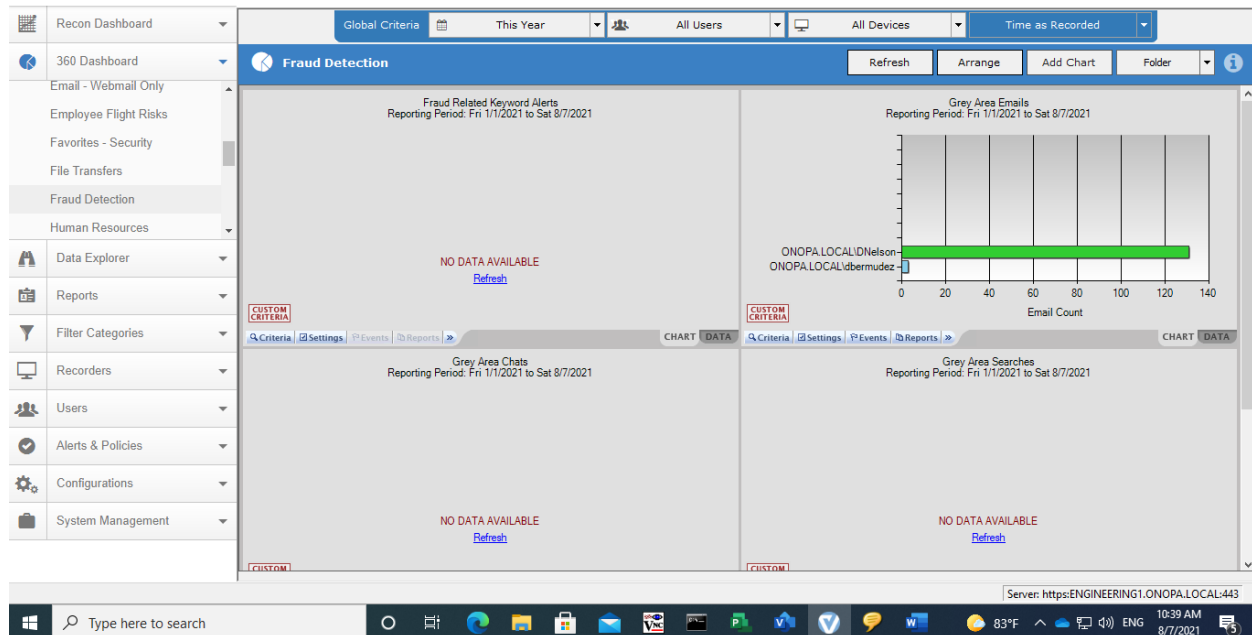 Recon Dashboard
360 Dashboard
Email - Webmail Only
Employee Flight Risks
Favorites - Security
File Transfers
Fraud Detection
Human Resources
Data Explorer
Reports
Filter Categories
Recorders
Users
Alerts & Policies
Configurations
System Management
Global Criteria This Year All Users All Devices Time as Recorded
Fraud Detection Refresh Arrange Add Chart Folder
Fraud Related Keyword Alerts
Reporting Period: Fri 1/1/2021 to Sat 8/7/2021
NO DATA AVAILABLE
Refresh
CUSTOM
CRITERIA
Criteria Settings Events Reports » CHART DATA
Grey Area Emails
Reporting Period: Fri 1/1/2021 to Sat 8/7/2021
ONOPA.LOCAL\DNelson
ONOPA.LOCAL\dbermudez
0 20 40 60 80 100 120 140
Email Count
CUSTOM
CRITERIA
Criteria Settings Events Reports » CHART DATA
Grey Area Chats
Reporting Period: Fri 1/1/2021 to Sat 8/7/2021
NO DATA AVAILABLE
Refresh
CUSTOM
Grey Area Searches
Reporting Period: Fri 1/1/2021 to Sat 8/7/2021
NO DATA AVAILABLE
Refresh
CUSTOM
Server: https:ENGINEERING1.ONOPA.LOCAL:443
Type here to search
83°F ENG 10:39 AM
8/7/2021
5